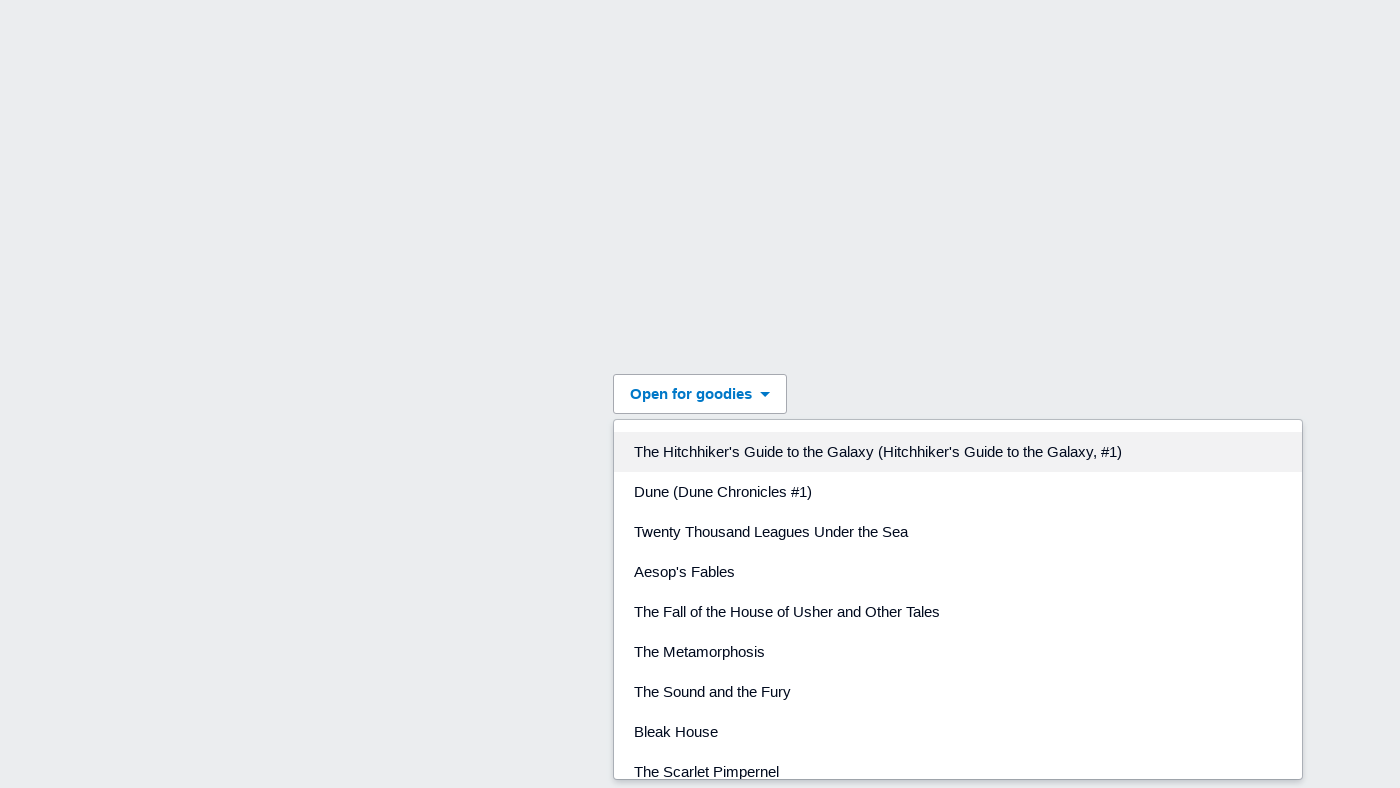 Open for goodies
The Hitchhiker's Guide to the Galaxy (Hitchhiker's Guide to the Galaxy, #1)
Dune (Dune Chronicles #1)
Twenty Thousand Leagues Under the Sea
Aesop's Fables
The Fall of the House of Usher and Other Tales
The Metamorphosis
The Sound and the Fury
Bleak House
The Scarlet Pimpernel